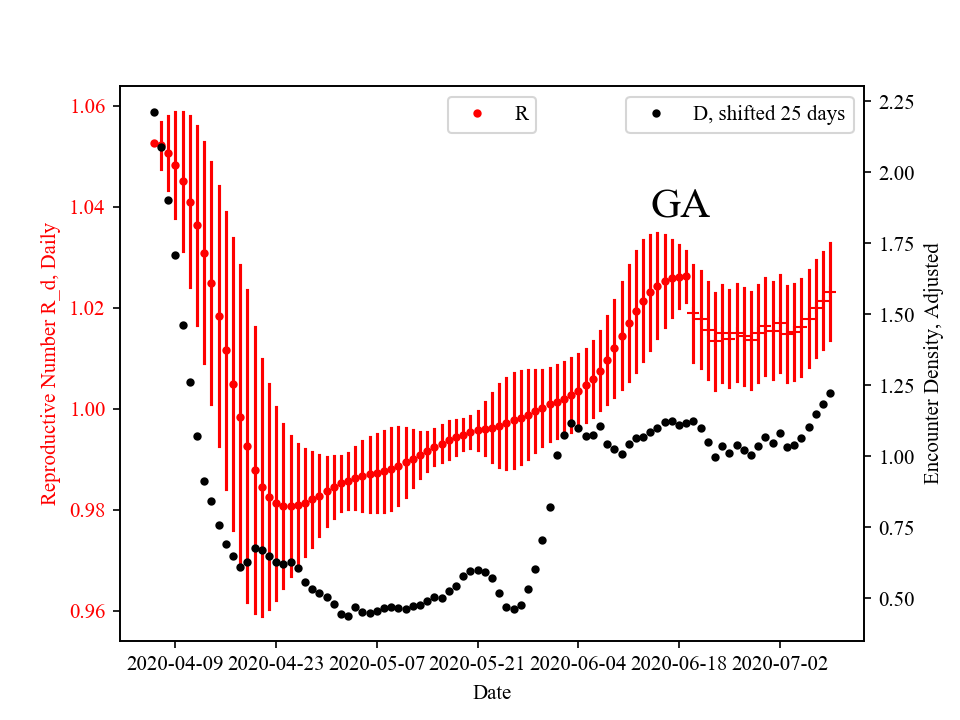 R
D, shifted 25 days
GA
1.06
1.04
1.02
1.00
0.98
0.96
Reproductive Number R_d, Daily
2.25
2.00
1.75
1.50
1.25
1.00
0.75
0.50
Encounter Density, Adjusted
2020-04-09 2020-04-23 2020-05-07 2020-05-21 2020-06-04 2020-06-18 2020-07-02
Date